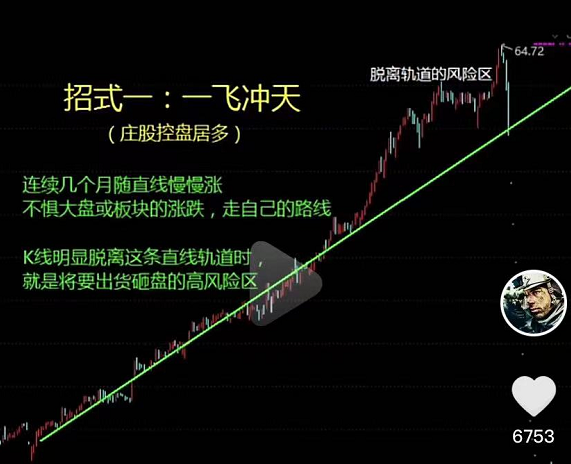 64.72
脱离轨道的风险区
招式一：一飞冲天
（庄股控盘居多）
连续几个月随直线慢慢涨
不惧大盘或板块的涨跌，走自己的路线
K线明显脱离这条直线轨道时，
就是将要出货砸盘的高风险区
6753